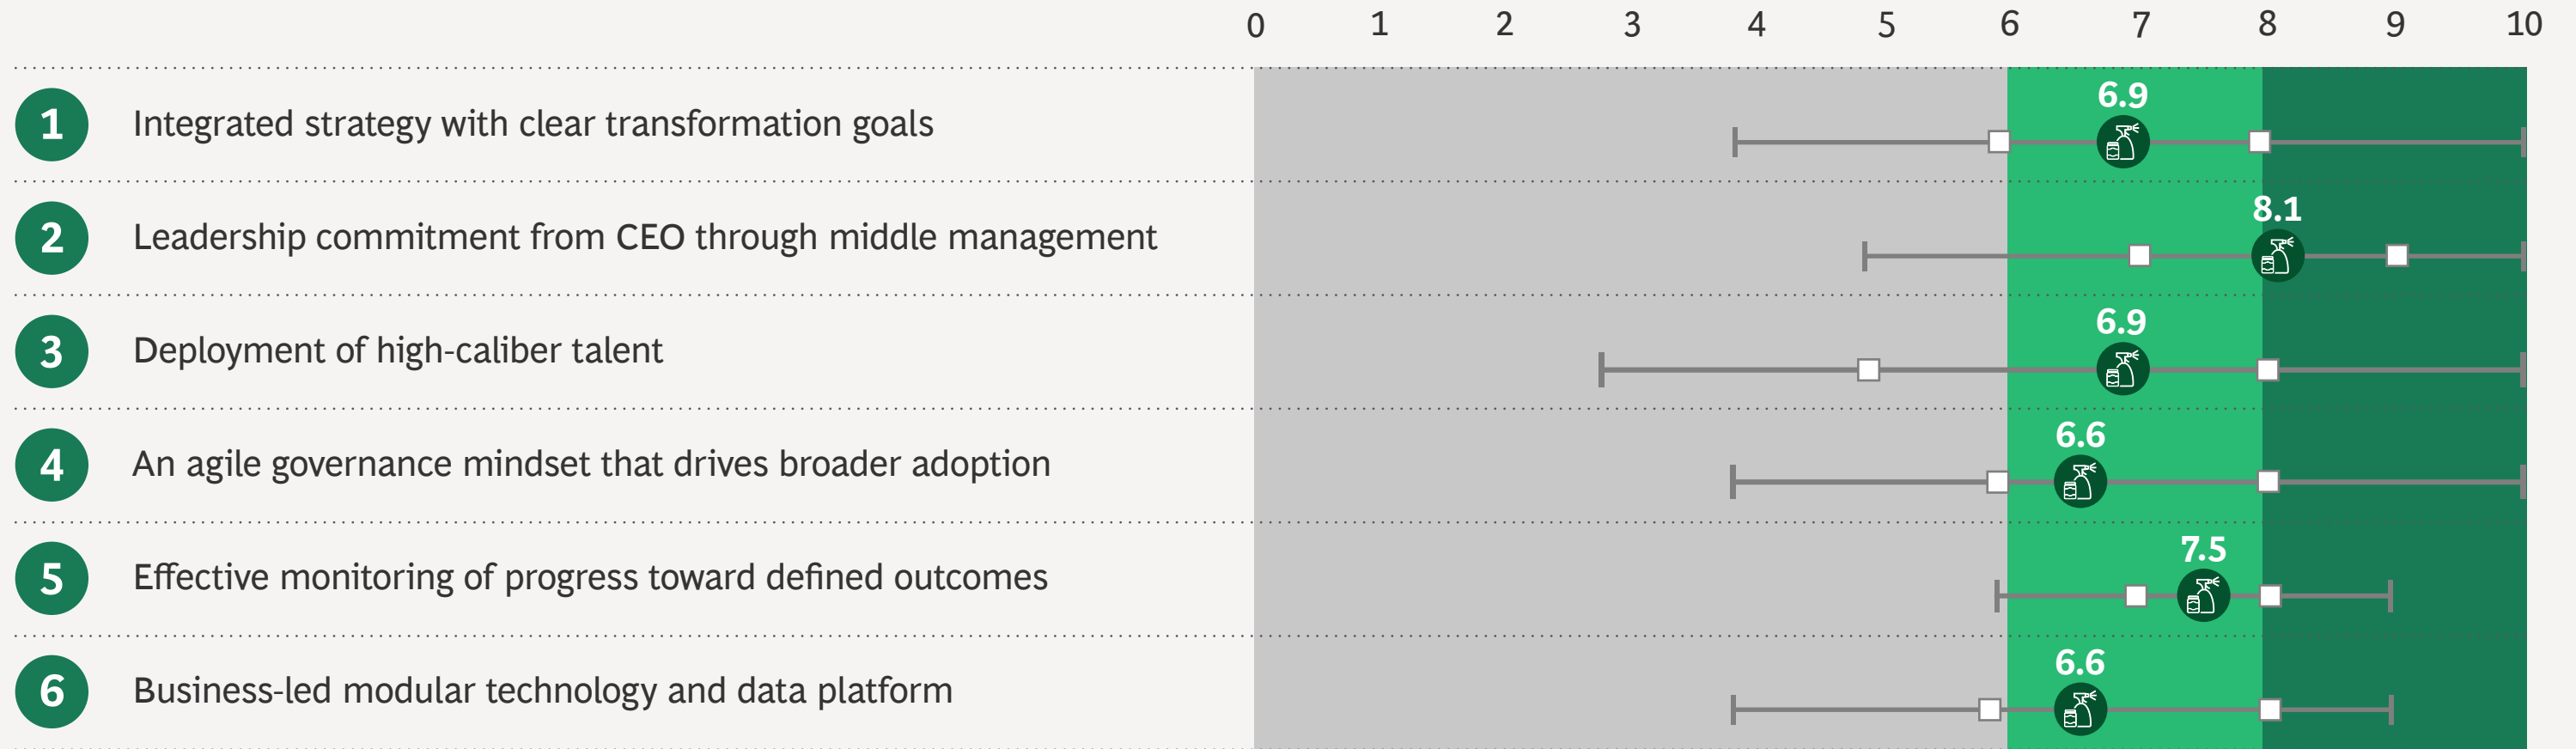 0 1 2 3 4 5 6 7 8 9 10
1 Integrated strategy with clear transformation goals 6.9
2 Leadership commitment from CEO through middle management 8.1
3 Deployment of high-caliber talent 6.9
4 An agile governance mindset that drives broader adoption 6.6
5 Effective monitoring of progress toward defined outcomes 7.5
6 Business-led modular technology and data platform 6.6